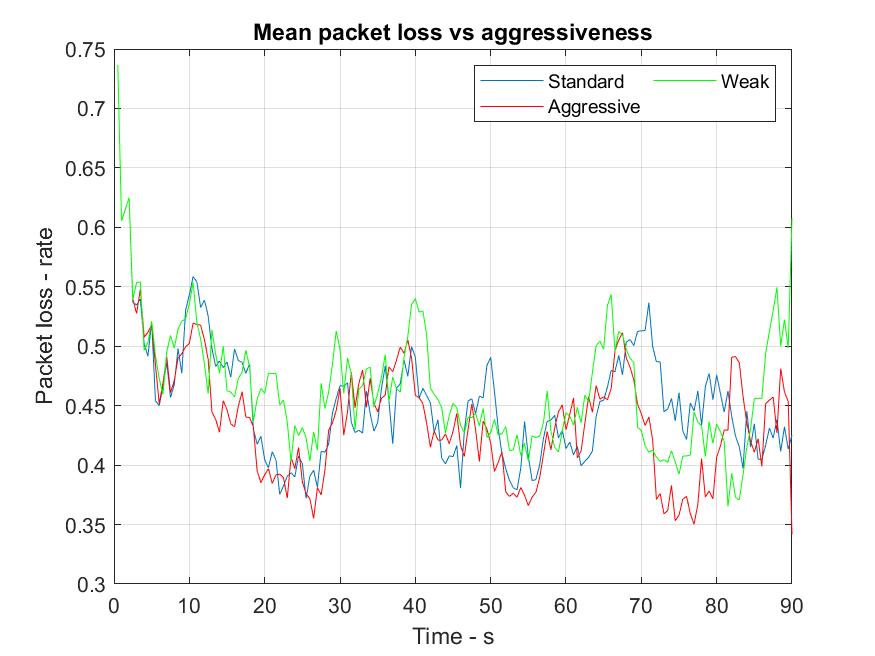 Mean packet loss vs aggressiveness
0.75
0.7
0.65
0.6
0.55
0.5
0.45
0.4
0.35
0.3
Packet loss - rate
Standard Weak
Aggressive
0 10 20 30 40 50 60 70 80 90
Time - s